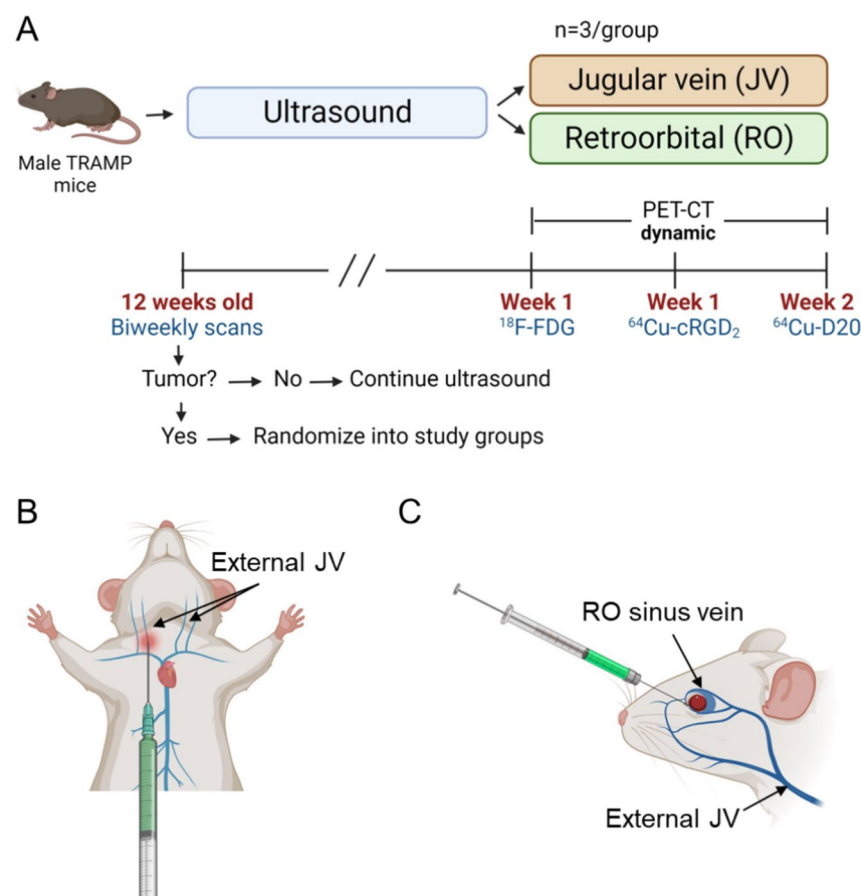 A
n=3/group
Jugular vein (JV)
Ultrasound
Retroorbital (RO)
Male TRAMP
mice
PET-CT
dynamic
12 weeks old
Biweekly scans
Week 1
¹⁸F-FDG
Week 1
⁶⁴Cu-cRGD₂
Week 2
⁶⁴Cu-D20
Tumor? No Continue ultrasound
Yes Randomize into study groups
B
External JV
C
RO sinus vein
External JV